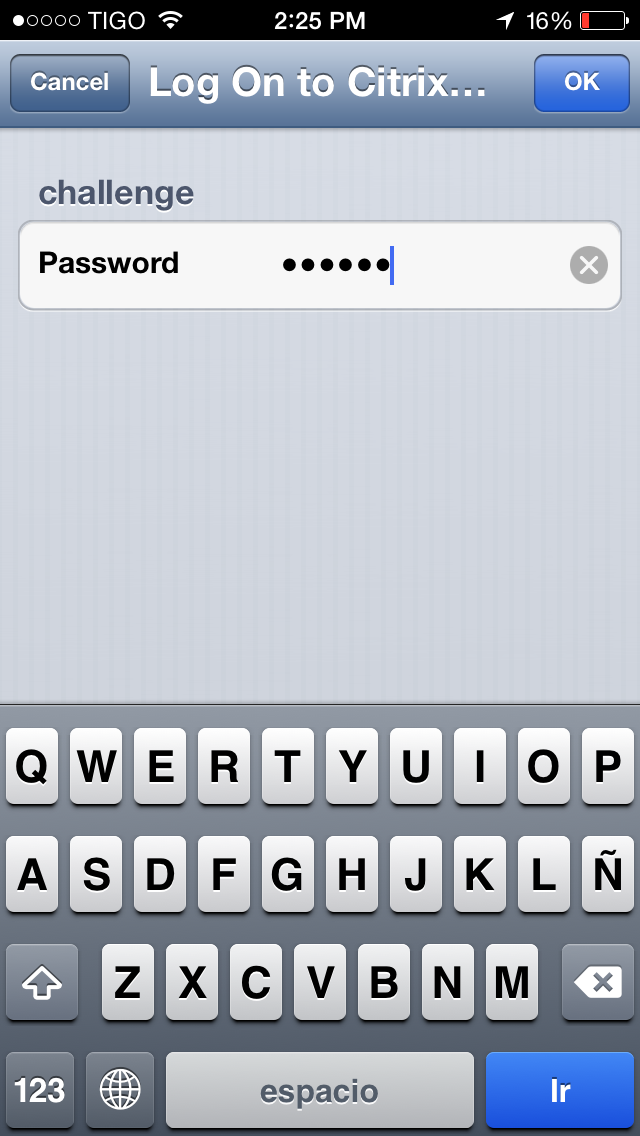 TIGO 2:25 PM 16%
Cancel Log On to Citrix... OK
challenge
Password ••••••
Q W E R T Y U I O P
A S D F G H J K L Ñ
Z X C V B N M
123 espacio Ir